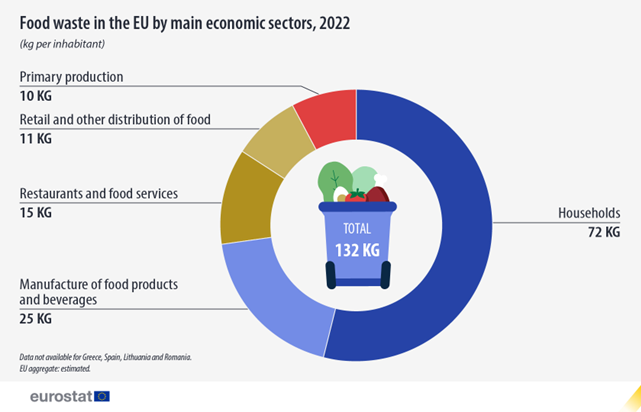 Food waste in the EU by main economic sectors, 2022
(kg per inhabitant)
Primary production
10 KG
Retail and other distribution of food
11 KG
Restaurants and food services
15 KG
Manufacture of food products
and beverages
25 KG
Households
72 KG
TOTAL
132 KG
Data not available for Greece, Spain, Lithuania and Romania.
EU aggregate: estimated.
eurostat